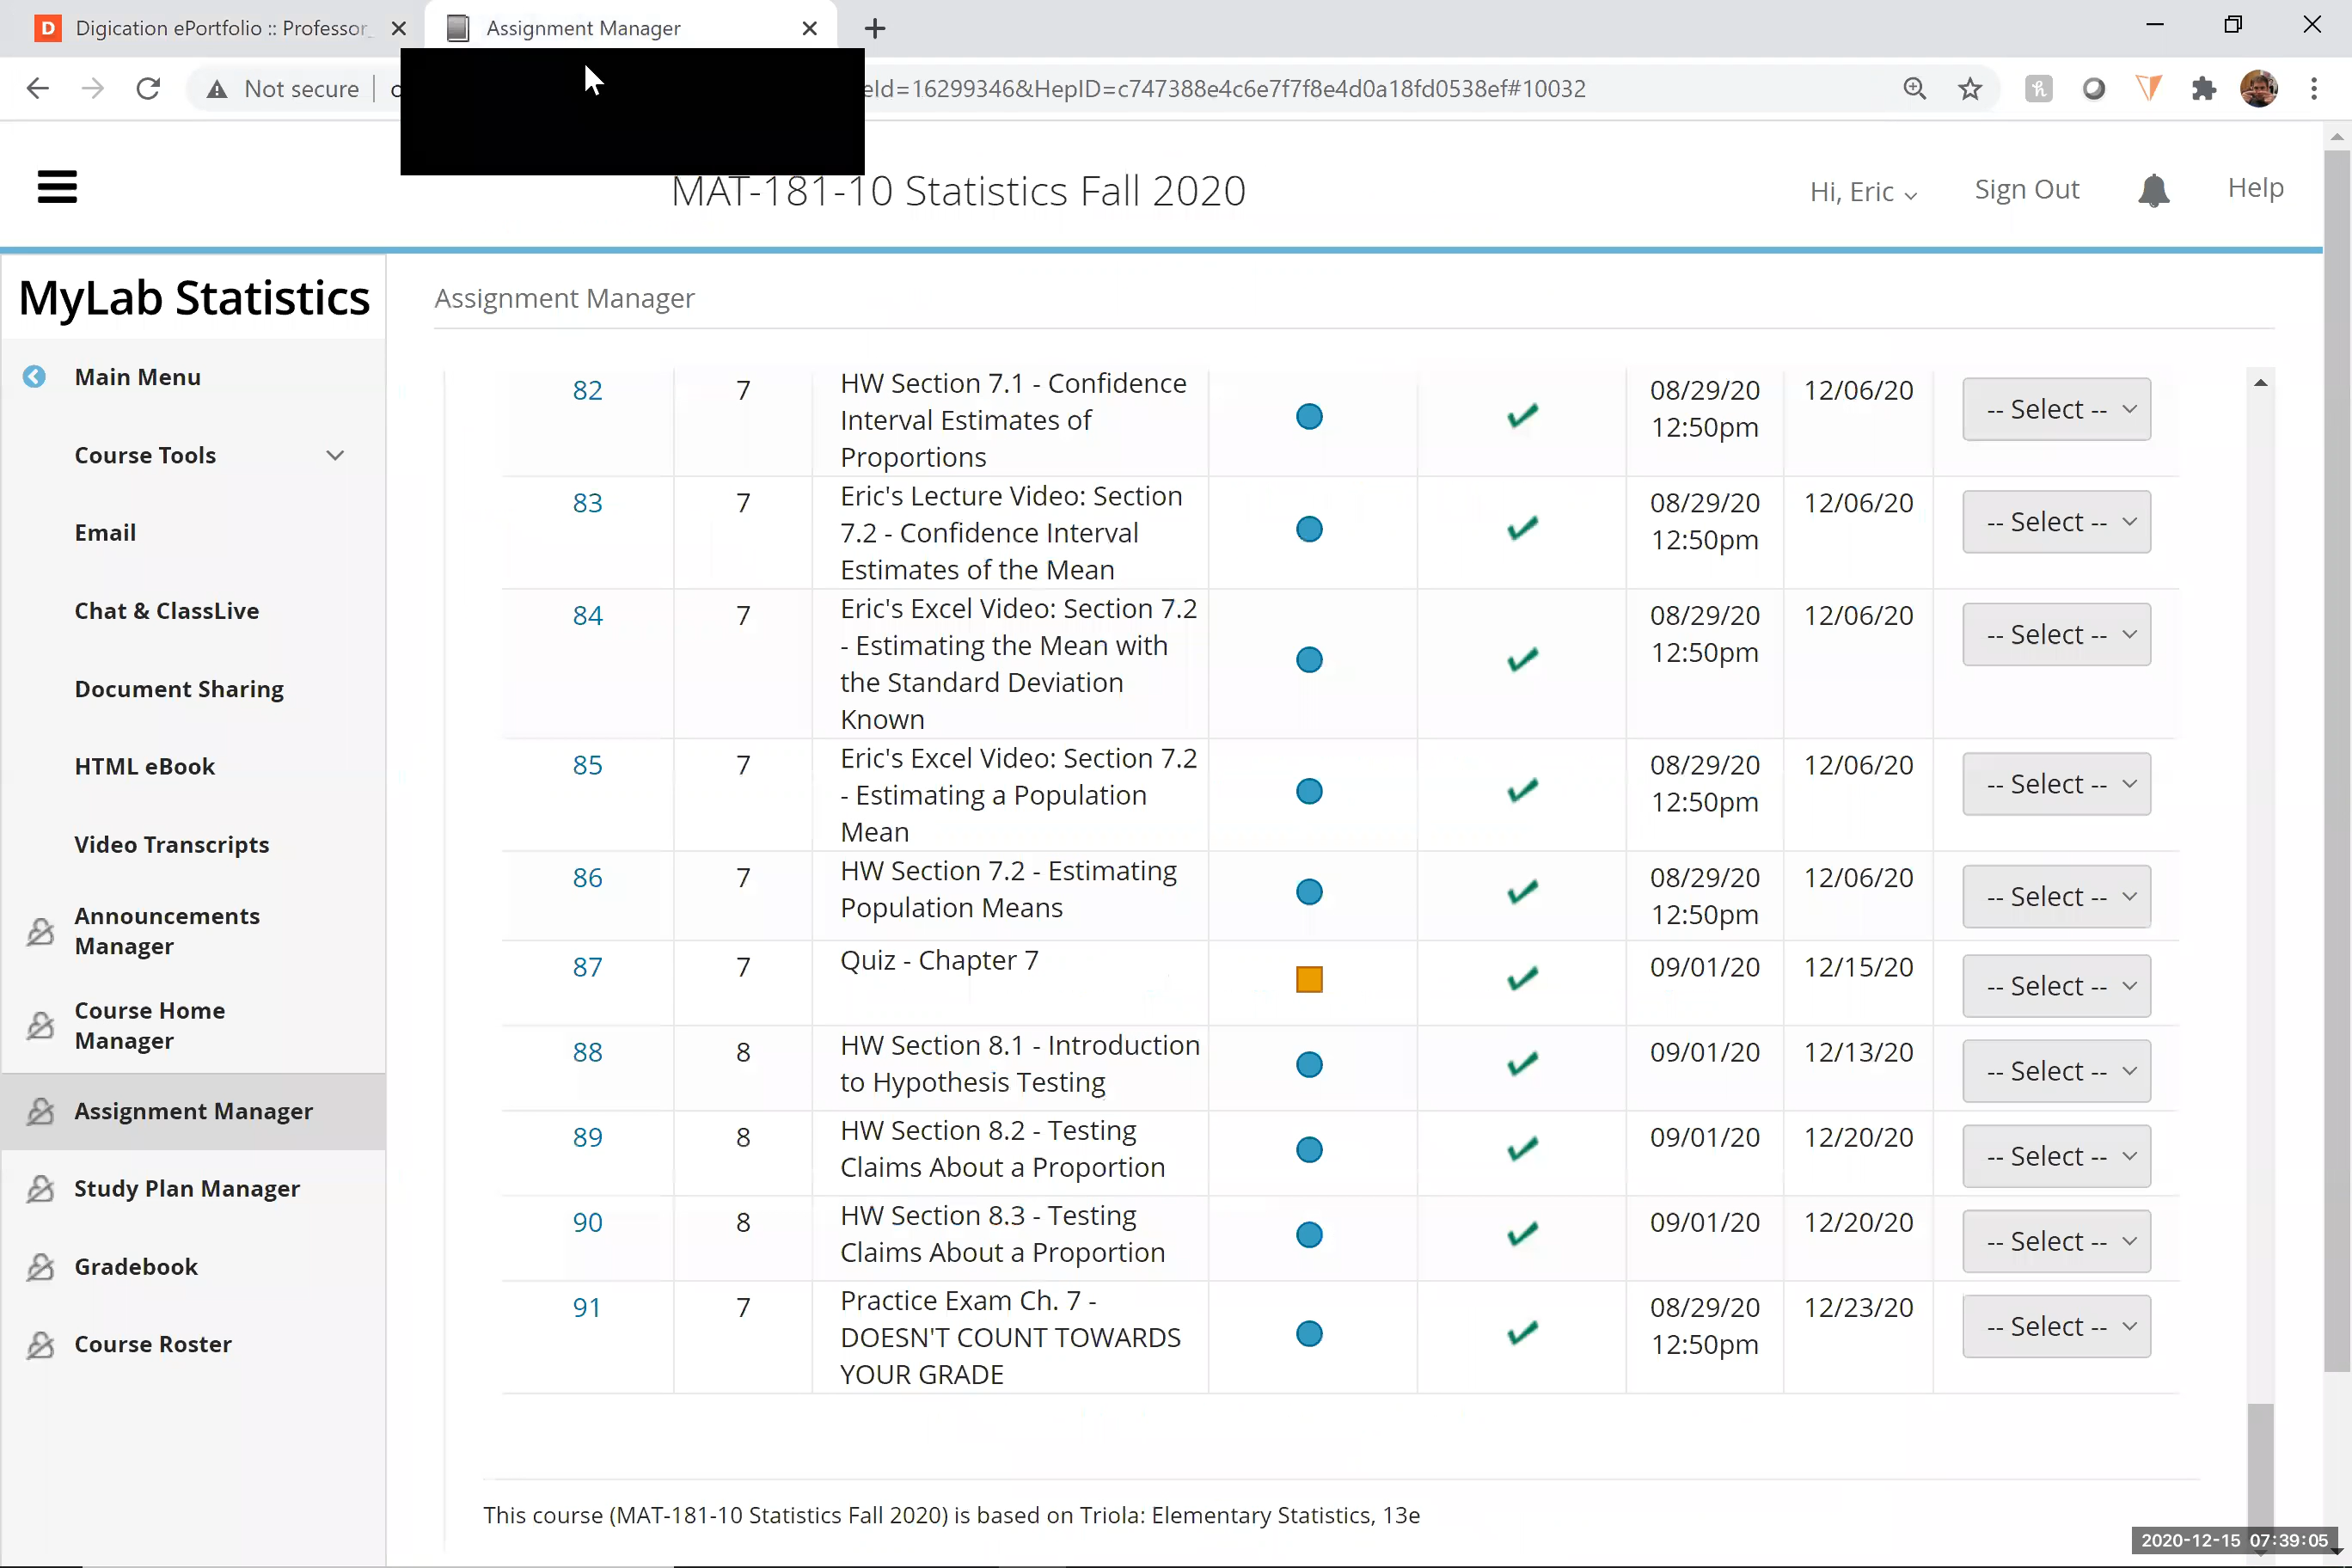 Digication ePortfolio :: Professor_
Assignment Manager
Not secure
eId=16299346&HepID=c747388e4c6e7f7f8e4d0a18fd0538ef#10032
MAT-181-10 Statistics Fall 2020
Hi, Eric
Sign Out
Help
MyLab Statistics
Main Menu
Course Tools
Email
Chat & ClassLive
Document Sharing
HTML eBook
Video Transcripts
Announcements
Manager
Course Home
Manager
Assignment Manager
Study Plan Manager
Gradebook
Course Roster
Assignment Manager
82 7 HW Section 7.1 - Confidence 08/29/20 12/06/20 -- Select --
Interval Estimates of 12:50pm
Proportions
83 7 Eric's Lecture Video: Section 08/29/20 12/06/20 -- Select --
7.2 - Confidence Interval 12:50pm
Estimates of the Mean
84 7 Eric's Excel Video: Section 7.2 08/29/20 12/06/20 -- Select --
- Estimating the Mean with 12:50pm
the Standard Deviation
Known
85 7 Eric's Excel Video: Section 7.2 08/29/20 12/06/20 -- Select --
- Estimating a Population 12:50pm
Mean
86 7 HW Section 7.2 - Estimating 08/29/20 12/06/20 -- Select --
Population Means 12:50pm
87 7 Quiz - Chapter 7 09/01/20 12/15/20 -- Select --
88 8 HW Section 8.1 - Introduction 09/01/20 12/13/20 -- Select --
to Hypothesis Testing
89 8 HW Section 8.2 - Testing 09/01/20 12/20/20 -- Select --
Claims About a Proportion
90 8 HW Section 8.3 - Testing 09/01/20 12/20/20 -- Select --
Claims About a Proportion
91 7 Practice Exam Ch. 7 - 08/29/20 12/23/20 -- Select --
DOESN'T COUNT TOWARDS 12:50pm
YOUR GRADE
This course (MAT-181-10 Statistics Fall 2020) is based on Triola: Elementary Statistics, 13e
2020-12-15 07:39:05